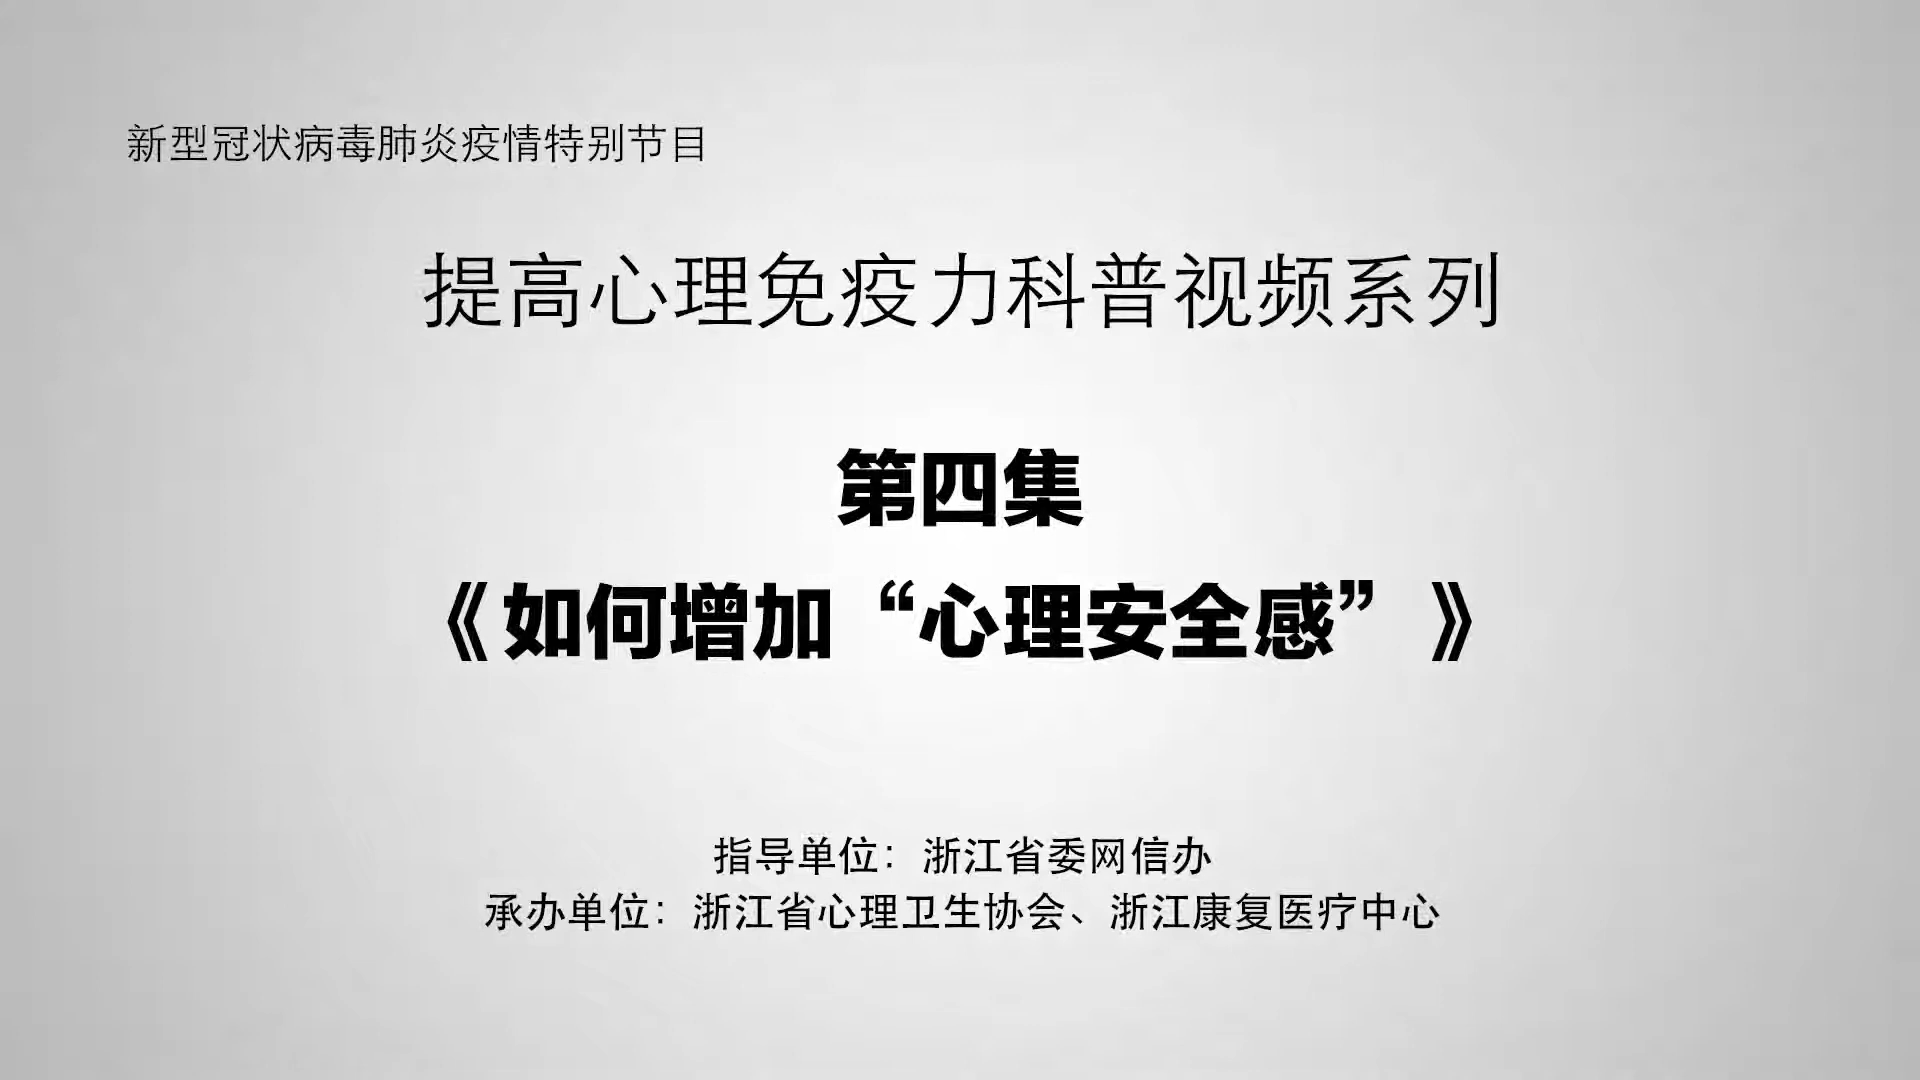 新型冠状病毒肺炎疫情特别节目
提高心理免疫力科普视频系列
第四集
《如何增加“心理安全感”》
指导单位：浙江省委网信办
承办单位：浙江省心理卫生协会、浙江康复医疗中心